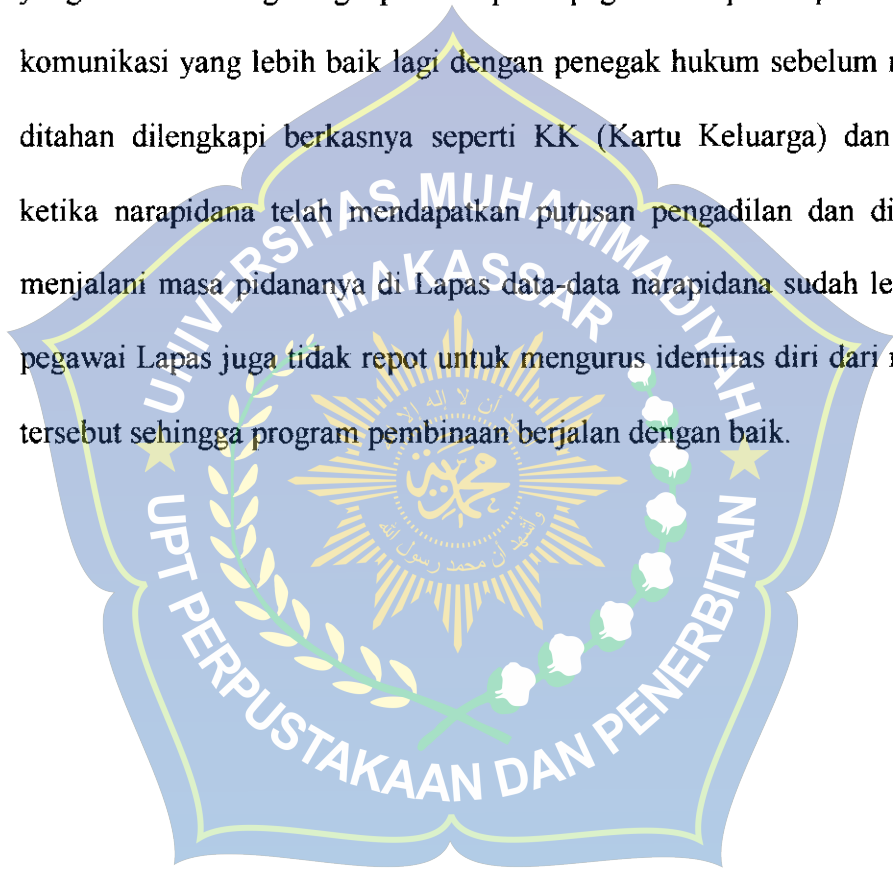 komunikasi yang lebih baik lagi dengan penegak hukum sebelum
ditahan dilengkapi berkasnya seperti KK (Kartu Keluarga) dan
ketika narapidana telah mendapatkan putusan pengadilan dan
menjalani masa pidananya di Lapas data-data narapidana sudah
pegawai Lapas juga tidak repot untuk mengurus identitas diri dari
tersebut sehingga program pembinaan berjalan dengan baik.
UNIVERSITAS MUHAMMADIYAH
MAKASSAR
UPT PERPUSTAKAAN DAN PENERBITAN